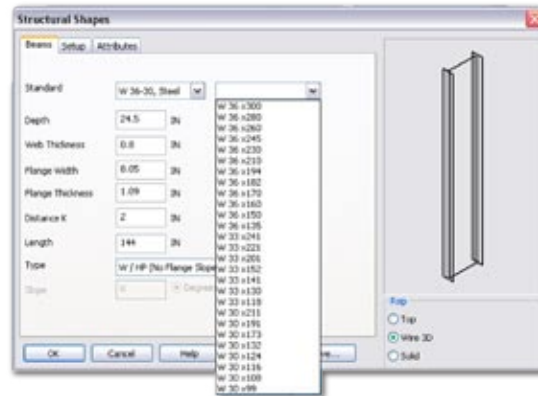 Structural Shapes
Beams Setup Attributes
Standard W 36-30, Steel
Depth 24.5 IN
Web Thickness 0.8 IN
Flange Width 8.05 IN
Flange Thickness 1.09 IN
Distance K 2 IN
Length 144 IN
Type W / HP (No Flange Slope
Slope 0 Degree
OK Cancel Help
W 36 x300
W 36 x280
W 36 x260
W 36 x245
W 36 x230
W 36 x210
W 36 x194
W 36 x182
W 36 x170
W 36 x160
W 36 x150
W 36 x135
W 33 x241
W 33 x221
W 33 x201
W 33 x152
W 33 x141
W 33 x130
W 33 x118
W 30 x211
W 30 x191
W 30 x173
W 30 x132
W 30 x124
W 30 x116
W 30 x108
W 30 x99
Top
Wire 3D
Solid